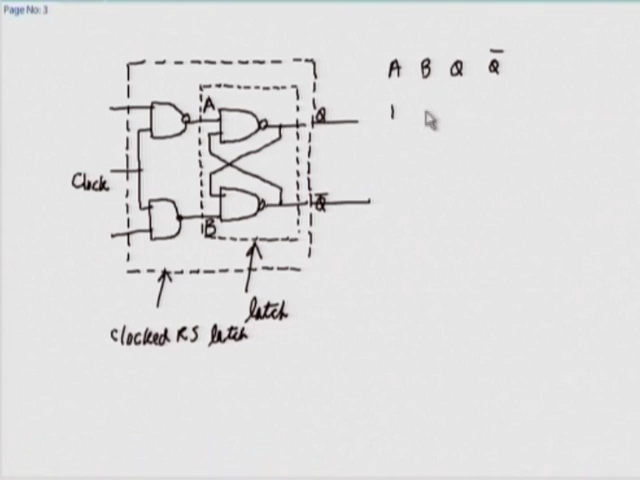 Page No: 3
A B Q Q̅
1
A
Q
Clock
Q̅
B
latch
Clocked RS latch